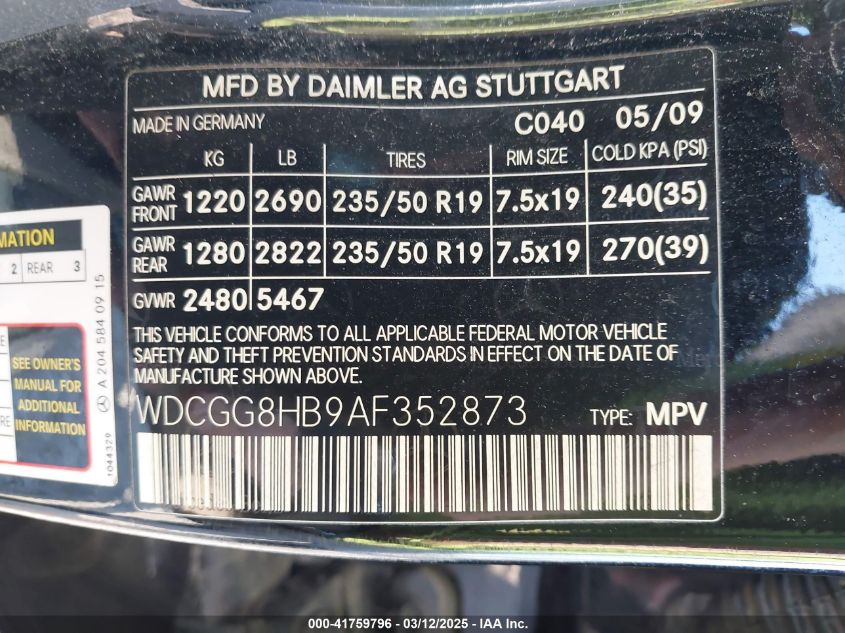 MFD BY DAIMLER AG STUTTGART
MADE IN GERMANY C040 05/09
KG LB TIRES RIM SIZE COLD KPA (PSI)
GAWR FRONT 1220 2690 235/50 R19 7.5x19 240(35)
GAWR REAR 1280 2822 235/50 R19 7.5x19 270(39)
GVWR 2480 5467
THIS VEHICLE CONFORMS TO ALL APPLICABLE FEDERAL MOTOR VEHICLE
SAFETY AND THEFT PREVENTION STANDARDS IN EFFECT ON THE DATE OF
MANUFACTURE SHOWN ABOVE.
WDCGG8HB9AF352873 TYPE: MPV
MATION
2 REAR 3
SEE OWNER'S
MANUAL FOR
ADDITIONAL
INFORMATION
A 204 584 09 15
1044329
000-41759796 - 03/12/2025 - IAA Inc.